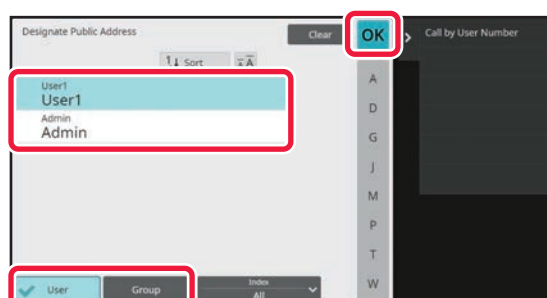 Designate Public Address
Clear
OK
Call by User Number
Sort
A
User1
User1
Admin
Admin
A
D
G
J
M
P
T
W
User
Group
Index
All